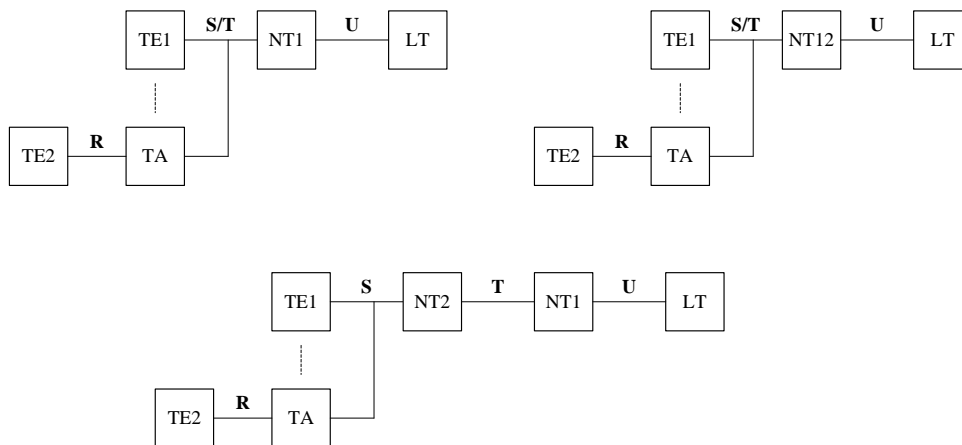 S/T U S/T U
TE1 NT1 LT TE1 NT12 LT
R R
TE2 TA TE2 TA
S T U
TE1 NT2 NT1 LT
R
TE2 TA